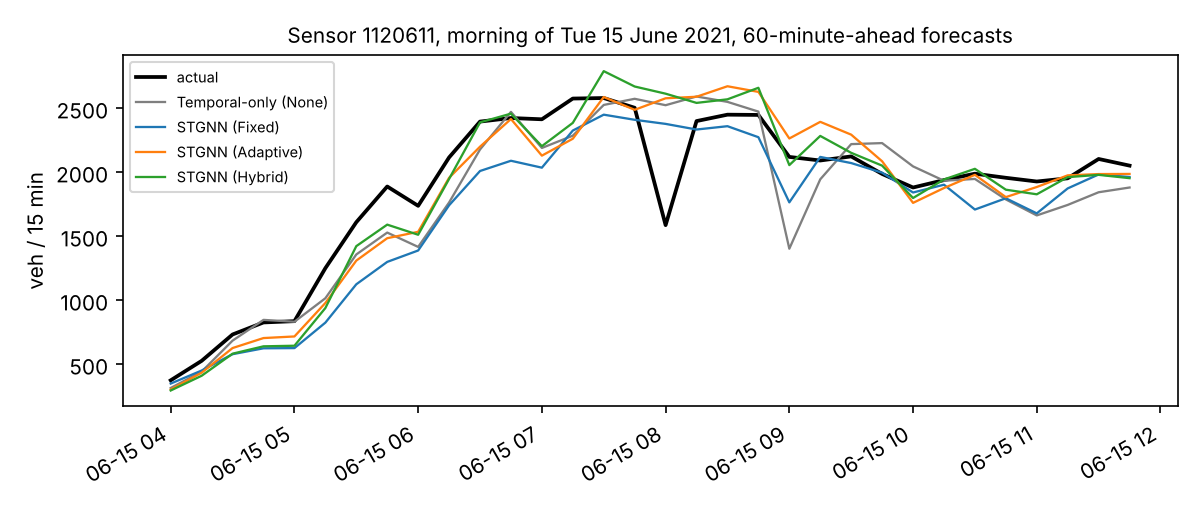 Sensor 1120611, morning of Tue 15 June 2021, 60-minute-ahead forecasts
actual
Temporal-only (None)
STGNN (Fixed)
STGNN (Adaptive)
STGNN (Hybrid)
veh / 15 min
2500
2000
1500
1000
500
06-15 04
06-15 05
06-15 06
06-15 07
06-15 08
06-15 09
06-15 10
06-15 11
06-15 12